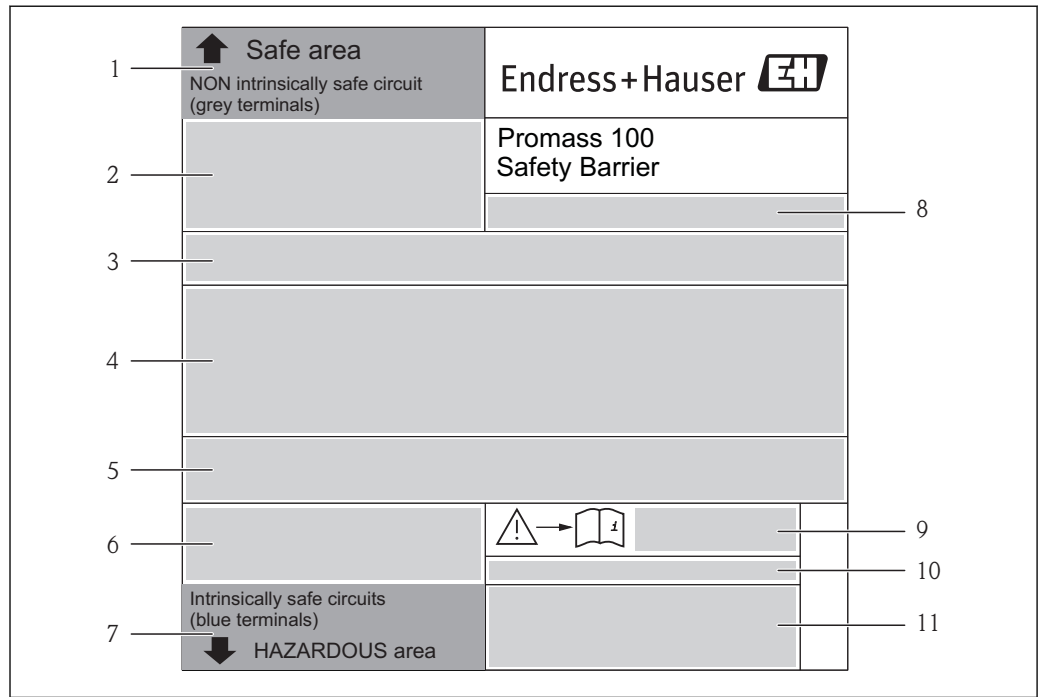 Safe area
NON intrinsically safe circuit
(grey terminals)
Endress+Hauser EH
Promass 100
Safety Barrier
1
2
3
4
5
6
7
8
9
10
11
i
Intrinsically safe circuits
(blue terminals)
HAZARDOUS area